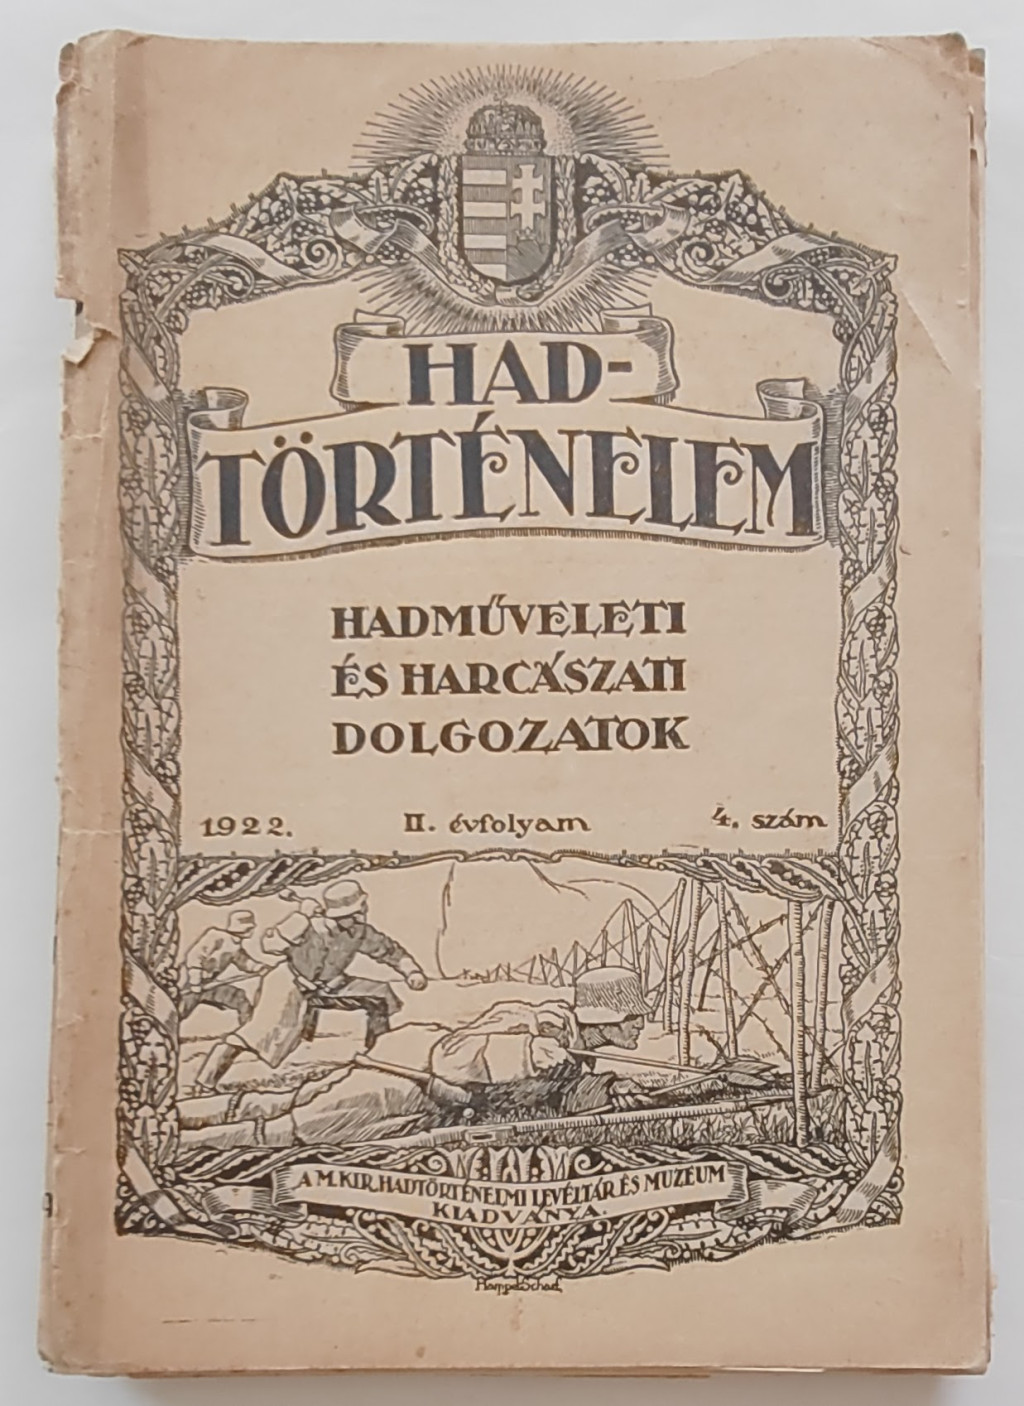 HAD-
TÖRTÉNELEM
HADMŰVELETI
ÉS HARCÁSZATI
DOLGOZATOK
1922. II. évfolyam 4. szám
A M. KIR. HADTÖRTÉNELMI LEVÉLTÁR ÉS MUZEUM
KIADVÁNYA.